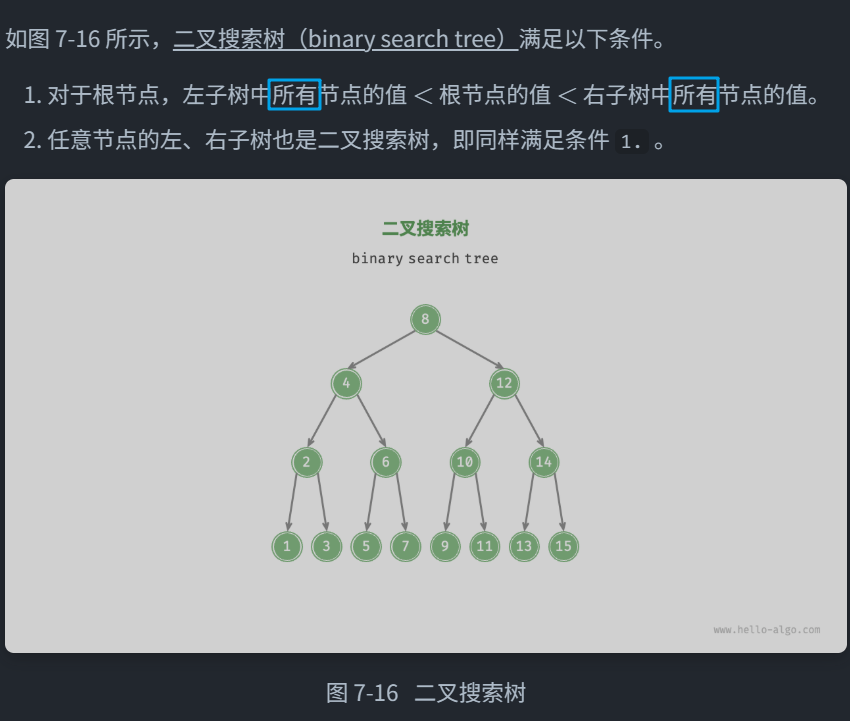 如图 7-16 所示，二叉搜索树（binary search tree）满足以下条件。
1. 对于根节点，左子树中所有节点的值 < 根节点的值 < 右子树中所有节点的值。
2. 任意节点的左、右子树也是二叉搜索树，即同样满足条件 1. 。
二叉搜索树
binary search tree
8
4 12
2 6 10 14
1 3 5 7 9 11 13 15
www.hello-algo.com
图 7-16 二叉搜索树